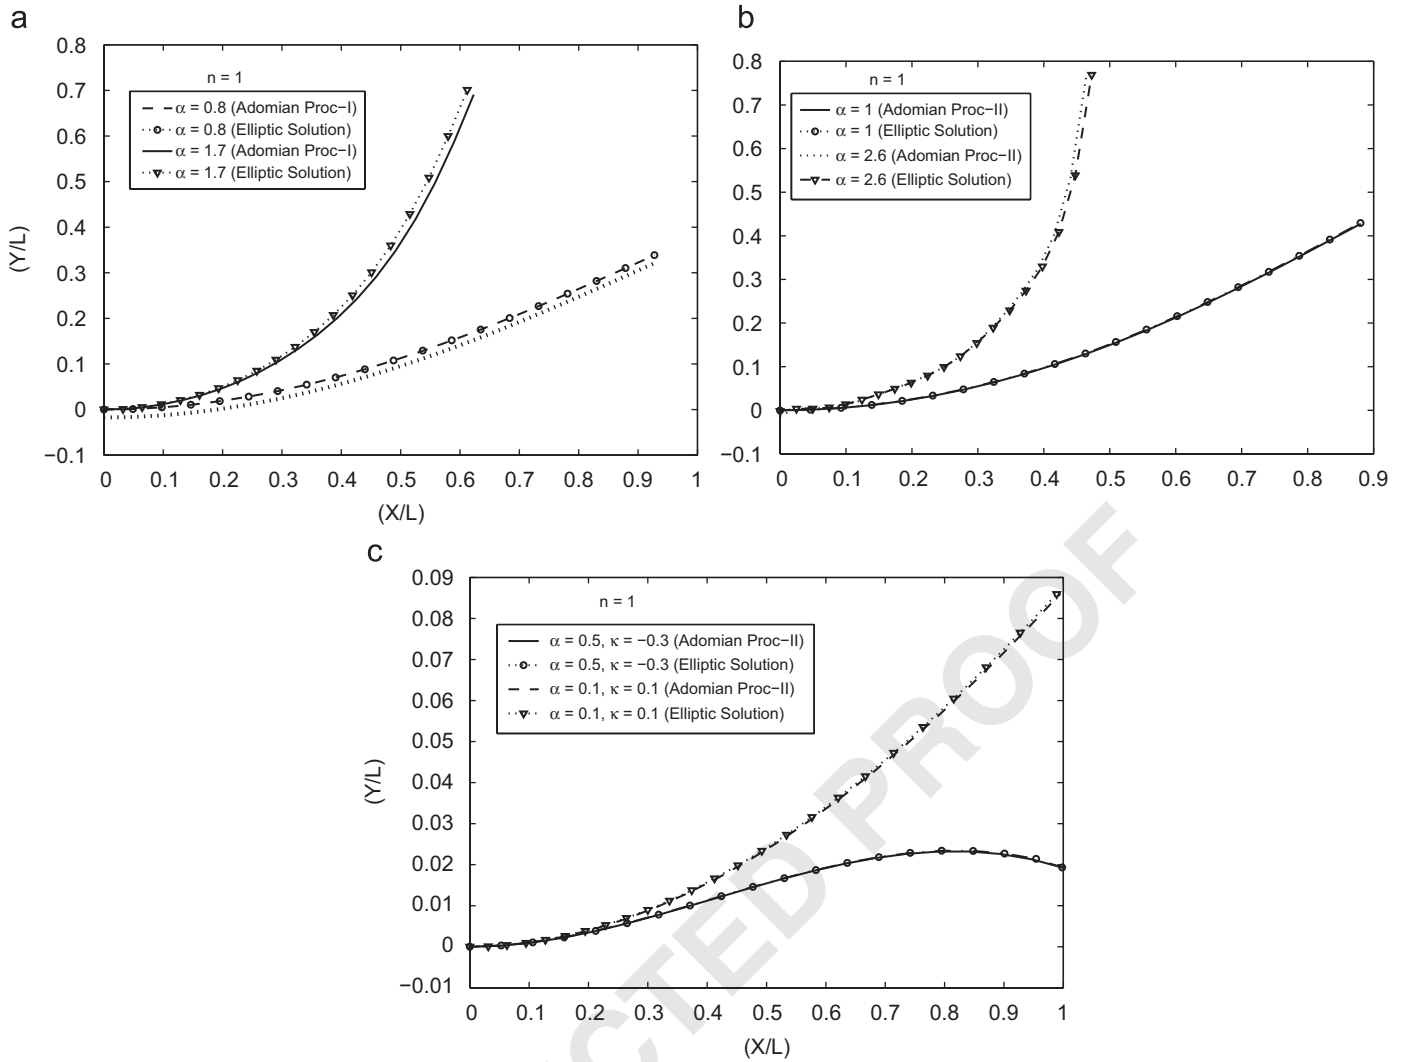 a
0.8
0.7
0.6
0.5
0.4
0.3
0.2
0.1
0
−0.1
(Y/L)
n = 1
α = 0.8 (Adomian Proc−I)
α = 0.8 (Elliptic Solution)
α = 1.7 (Adomian Proc−I)
α = 1.7 (Elliptic Solution)
0 0.1 0.2 0.3 0.4 0.5 0.6 0.7 0.8 0.9 1
(X/L)
b
0.8
0.7
0.6
0.5
0.4
0.3
0.2
0.1
0
−0.1
n = 1
α = 1 (Adomian Proc−II)
α = 1 (Elliptic Solution)
α = 2.6 (Adomian Proc−II)
α = 2.6 (Elliptic Solution)
0 0.1 0.2 0.3 0.4 0.5 0.6 0.7 0.8 0.9
c
0.09
0.08
0.07
0.06
0.05
0.04
0.03
0.02
0.01
0
−0.01
(Y/L)
n = 1
α = 0.5, κ = −0.3 (Adomian Proc−II)
α = 0.5, κ = −0.3 (Elliptic Solution)
α = 0.1, κ = 0.1 (Adomian Proc−II)
α = 0.1, κ = 0.1 (Elliptic Solution)
0 0.1 0.2 0.3 0.4 0.5 0.6 0.7 0.8 0.9 1
(X/L)
CTED PROOF